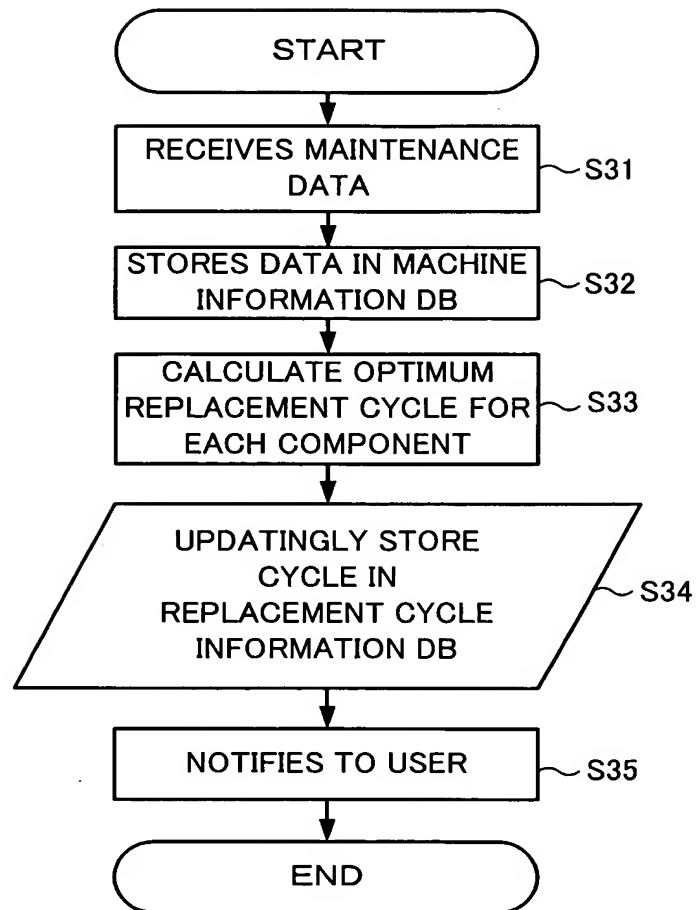 START
RECEIVES MAINTENANCE
DATA
S31
STORES DATA IN MACHINE
INFORMATION DB
S32
CALCULATE OPTIMUM
REPLACEMENT CYCLE FOR
EACH COMPONENT
S33
UPDATINGLY STORE
CYCLE IN
REPLACEMENT CYCLE
INFORMATION DB
S34
NOTIFIES TO USER
S35
END